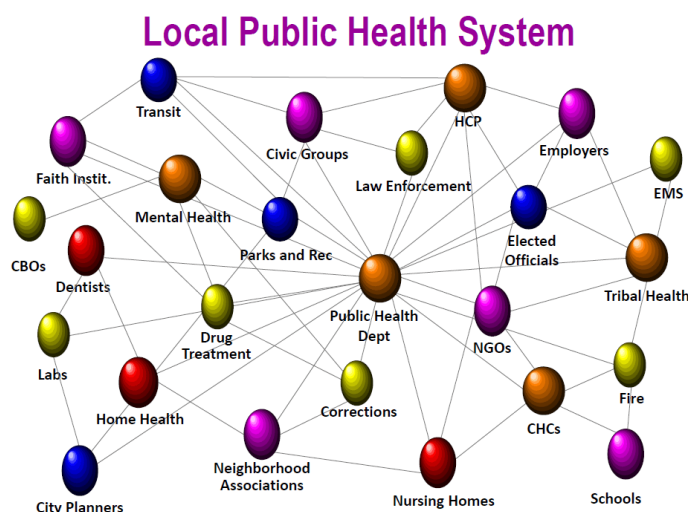 Local Public Health System
Transit
HCP
Civic Groups
Employers
Faith Instit.
Law Enforcement
EMS
Mental Health
CBOs
Parks and Rec
Elected
Officials
Dentists
Tribal Health
Public Health
Dept
Drug
Treatment
NGOs
Labs
Fire
Home Health
Corrections
CHCs
Neighborhood
Associations
City Planners
Nursing Homes
Schools